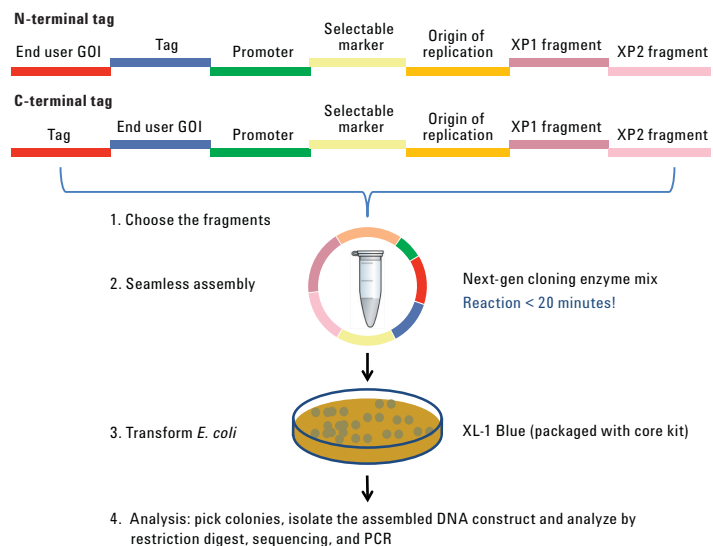 N-terminal tag
End user GOI
Tag
Promoter
Selectable
marker
Origin of
replication
XP1 fragment
XP2 fragment
C-terminal tag
Tag
End user GOI
Promoter
Selectable
marker
Origin of
replication
XP1 fragment
XP2 fragment
1. Choose the fragments
2. Seamless assembly
Next-gen cloning enzyme mix
Reaction < 20 minutes!
3. Transform E. coli
XL-1 Blue (packaged with core kit)
4. Analysis: pick colonies, isolate the assembled DNA construct and analyze by
restriction digest, sequencing, and PCR